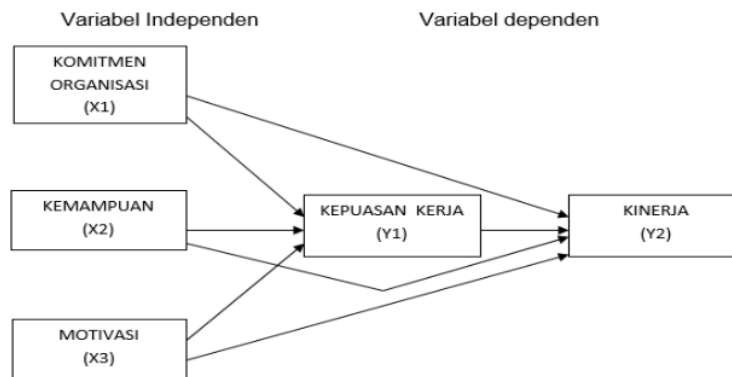 Variabel Independen
Variabel dependen
KOMITMEN
ORGANISASI
(X1)
KEMAMPUAN
(X2)
KEPUASAN KERJA
(Y1)
KINERJA
(Y2)
MOTIVASI
(X3)